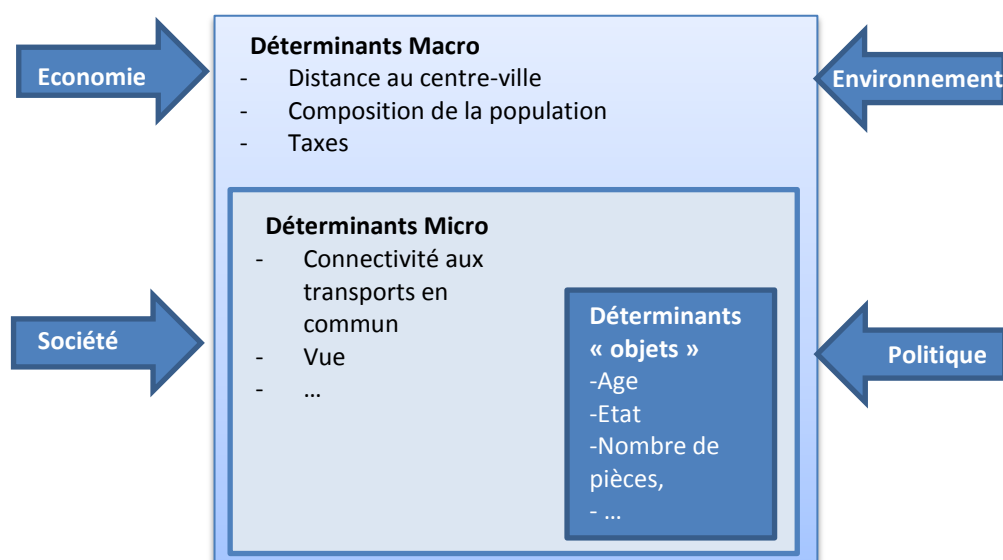 Déterminants Macro
- Distance au centre-ville
- Composition de la population
- Taxes
Economie
Environnement
Déterminants Micro
- Connectivité aux
transports en
commun
- Vue
- …
Société
Politique
Déterminants
« objets »
-Age
-Etat
-Nombre de
pièces,
- …